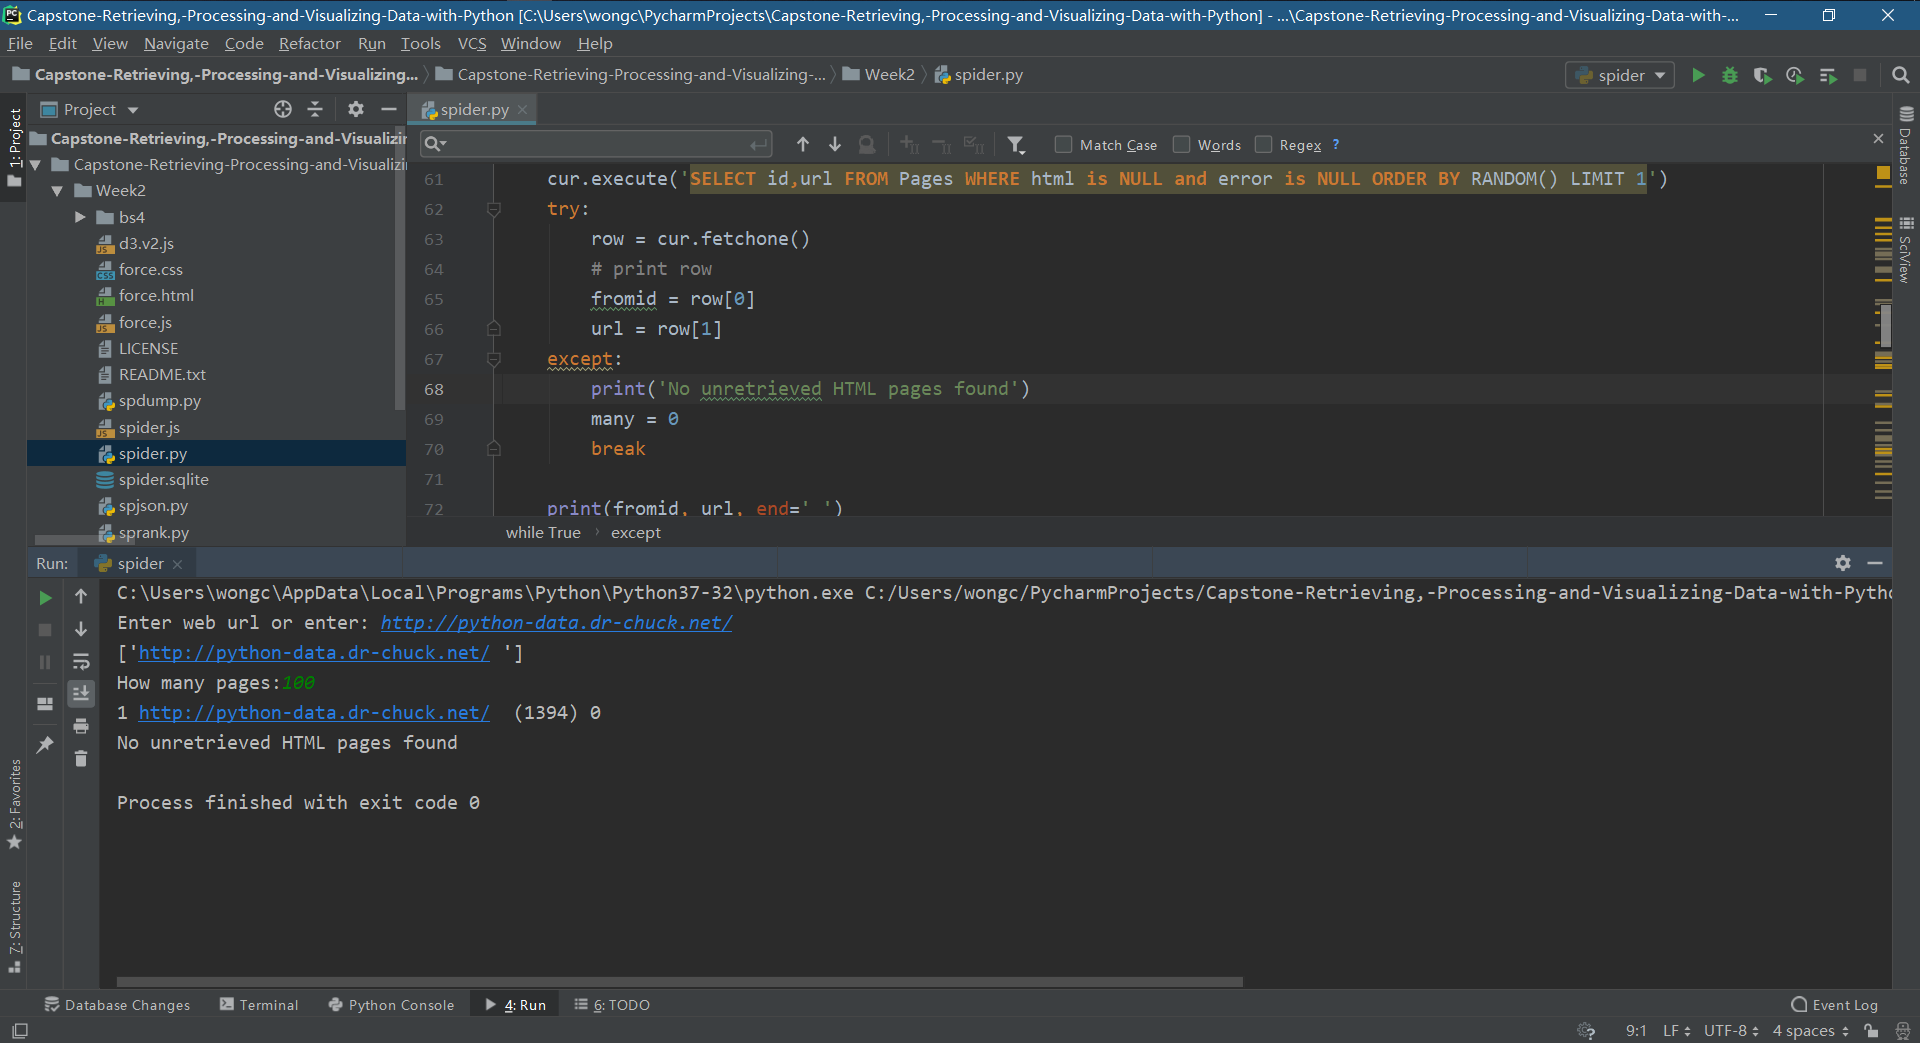 Capstone-Retrieving,-Processing-and-Visualizing-Data-with-Python [C:\Users\wongc\PycharmProjects\Capstone-Retrieving,-Processing-and-Visualizing-Data-with-Python] - ...\Capstone-Retrieving-Processing-and-Visualizing-Data-with-...
File Edit View Navigate Code Refactor Run Tools VCS Window Help
Capstone-Retrieving,-Processing-and-Visualizing... Capstone-Retrieving-Processing-and-Visualizing-... Week2 spider.py
spider
1: Project
Project
Capstone-Retrieving,-Processing-and-Visualizi
Capstone-Retrieving-Processing-and-Visualizi
Week2
bs4
d3.v2.js
force.css
force.html
force.js
LICENSE
README.txt
spdump.py
spider.js
spider.py
spider.sqlite
spjson.py
sprank.py
spider.py
Match Case Words Regex ?
61 cur.execute('SELECT id,url FROM Pages WHERE html is NULL and error is NULL ORDER BY RANDOM() LIMIT 1')
62 try:
63 row = cur.fetchone()
64 # print row
65 fromid = row[0]
66 url = row[1]
67 except:
68 print('No unretrieved HTML pages found')
69 many = 0
70 break
71
72 print(fromid, url, end=' ')
while True › except
Database
SciView
Run: spider
C:\Users\wongc\AppData\Local\Programs\Python\Python37-32\python.exe C:/Users/wongc/PycharmProjects/Capstone-Retrieving,-Processing-and-Visualizing-Data-with-Pytho
Enter web url or enter: http://python-data.dr-chuck.net/
['http://python-data.dr-chuck.net/ ']
How many pages:100
1 http://python-data.dr-chuck.net/  (1394) 0
No unretrieved HTML pages found
Process finished with exit code 0
2: Favorites
7: Structure
Database Changes Terminal Python Console 4: Run 6: TODO Event Log
9:1 LF UTF-8 4 spaces